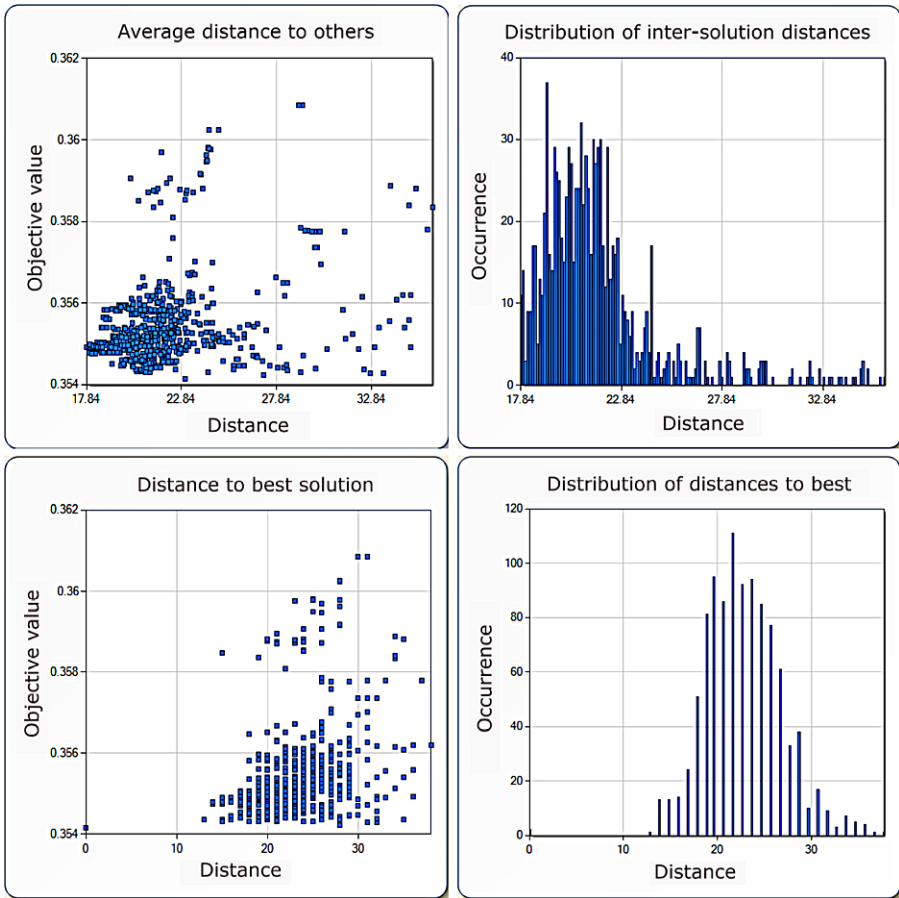 Average distance to others
0.362
0.36
0.358
0.356
0.354
Objective value
17.84 22.84 27.84 32.84
Distance
Distribution of inter-solution distances
40
30
20
10
0
Occurrence
17.84 22.84 27.84 32.84
Distance
Distance to best solution
0.362
0.36
0.358
0.356
0.354
Objective value
0 10 20 30
Distance
Distribution of distances to best
120
100
80
60
40
20
0
Occurrence
0 10 20 30
Distance